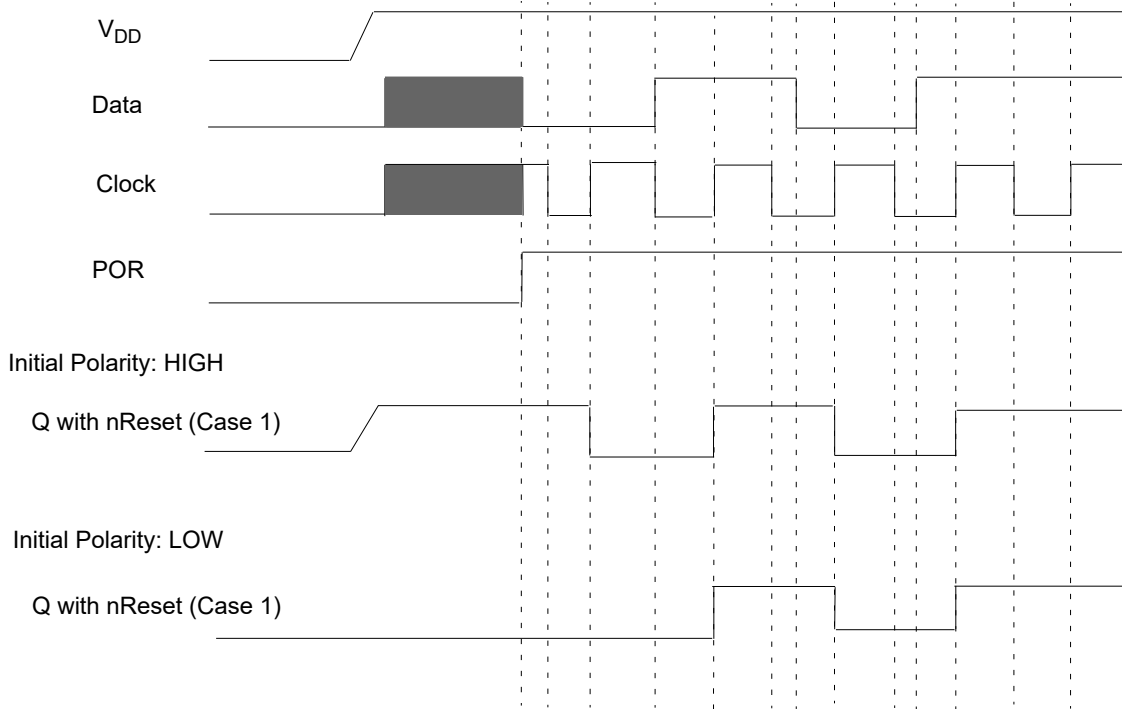 VDD
Data
Clock
POR
Initial Polarity: HIGH
Q with nReset (Case 1)
Initial Polarity: LOW
Q with nReset (Case 1)